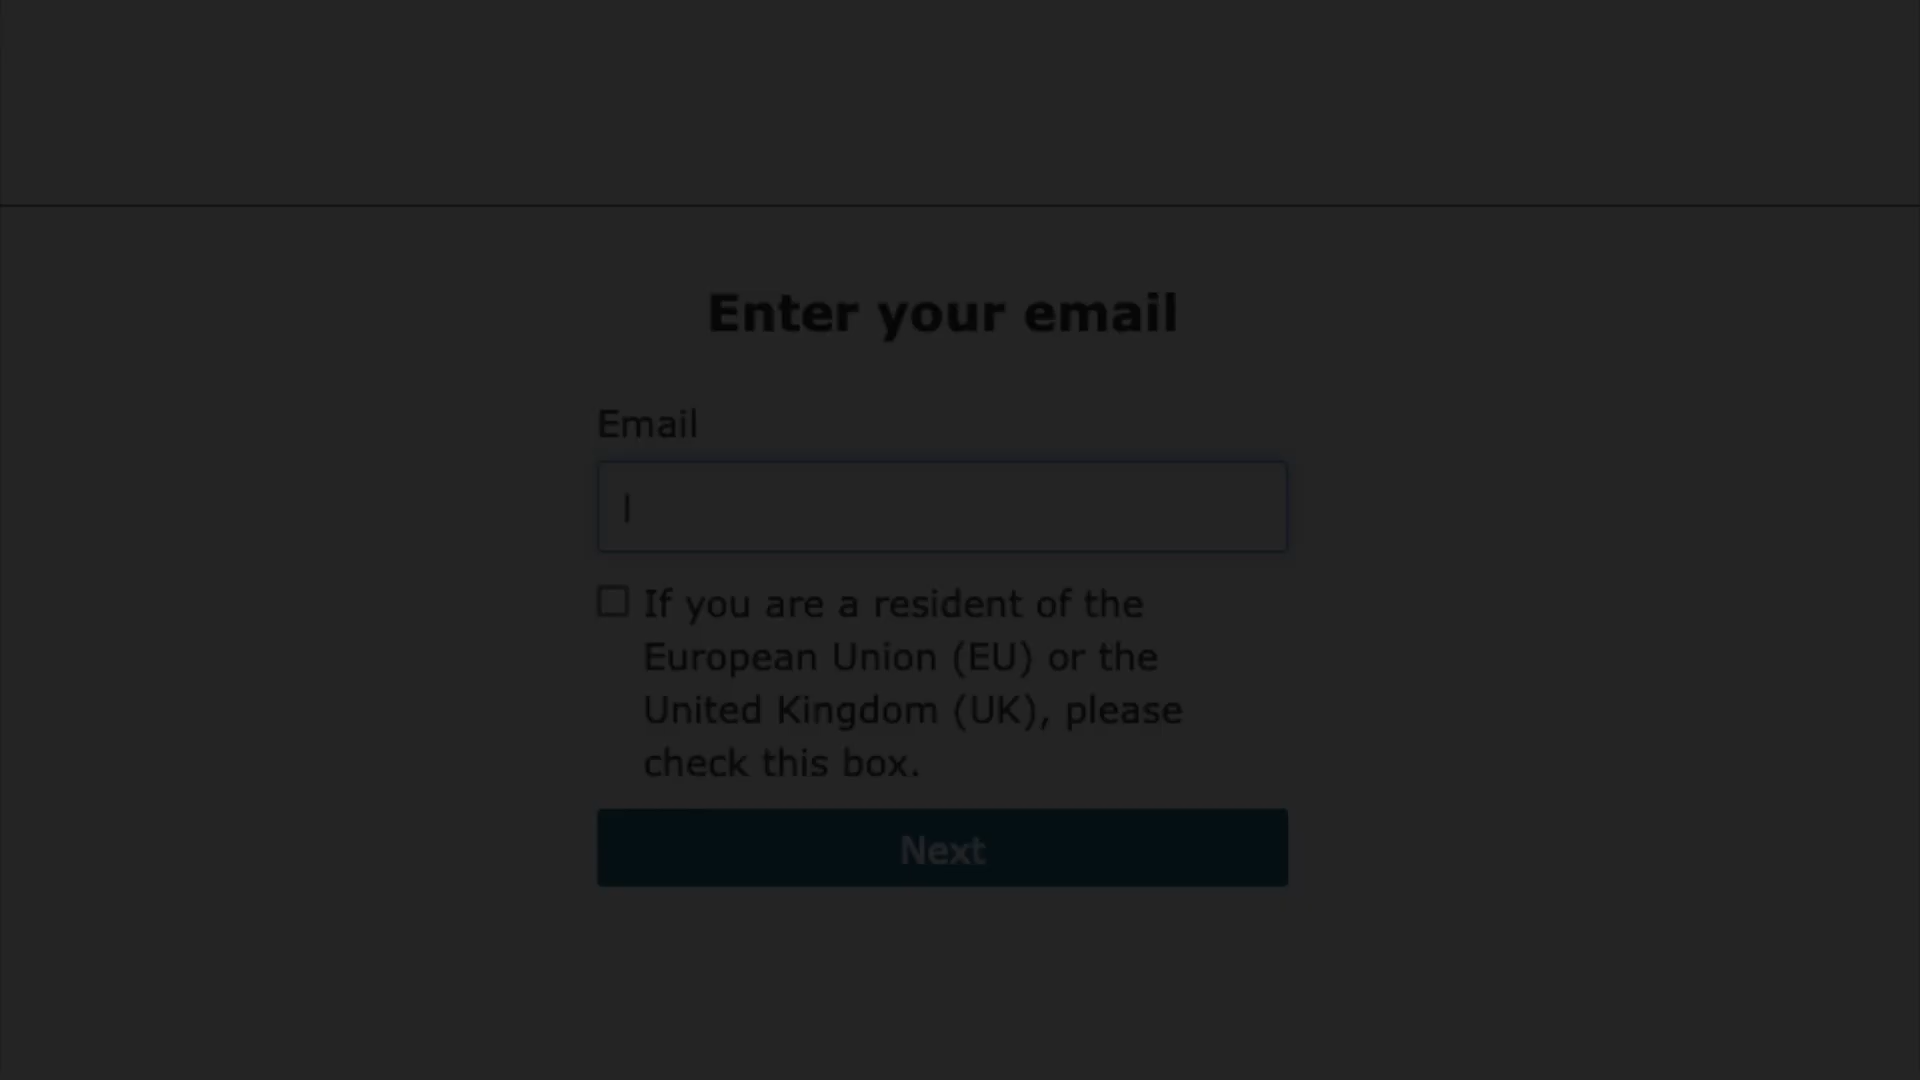 Enter your email
Email
If you are a resident of the
European Union (EU) or the
United Kingdom (UK), please
check this box.
Next